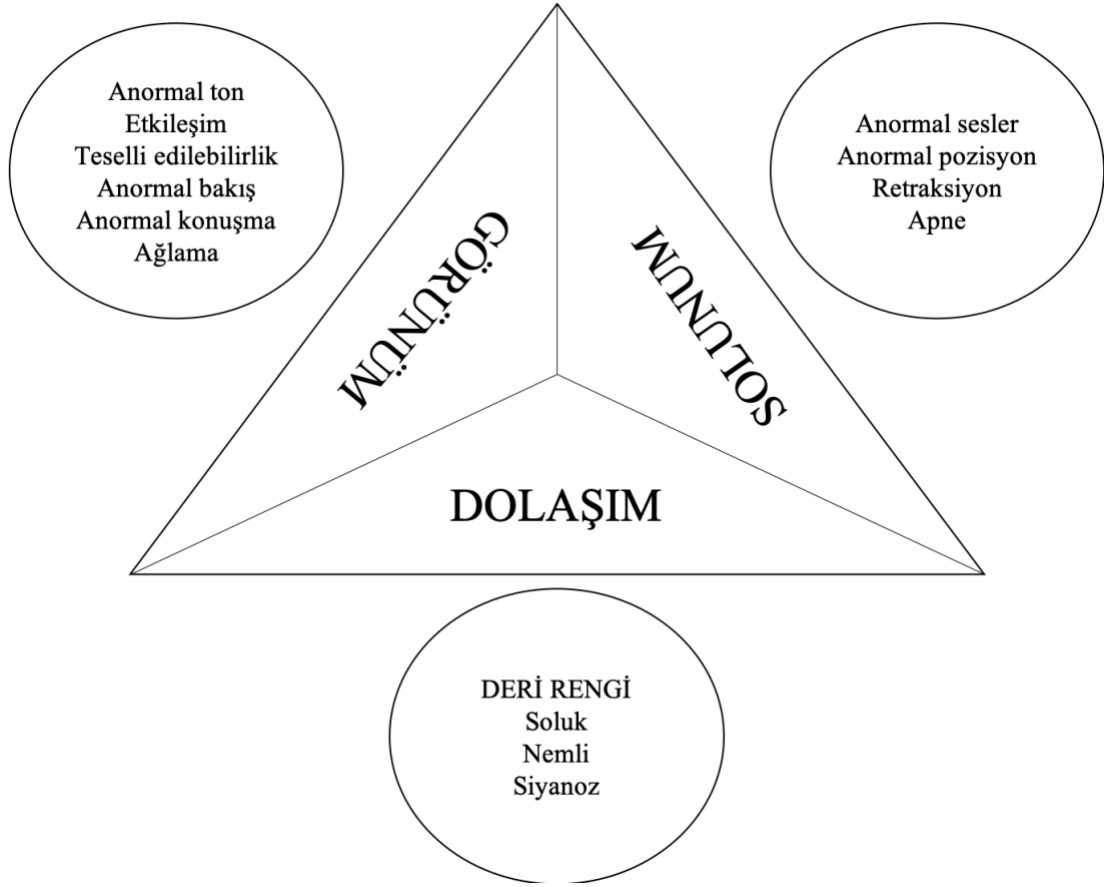 Anormal ton
Etkileşim
Teselli edilebilirlik
Anormal bakış
Anormal konuşma
Ağlama
Anormal sesler
Anormal pozisyon
Retraksiyon
Apne
GÖRÜNÜM
SOLUNUM
DOLAŞIM
DERİ RENGİ
Soluk
Nemli
Siyanoz